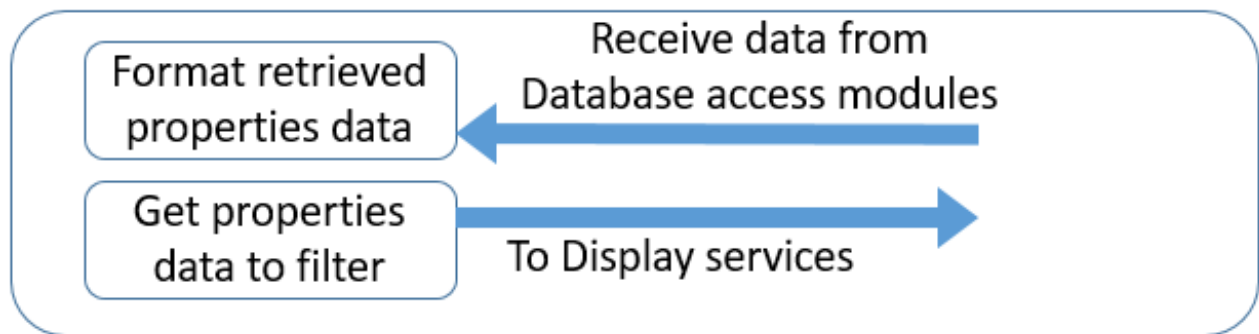 Format retrieved
properties data
Receive data from
Database access modules
Get properties
data to filter
To Display services